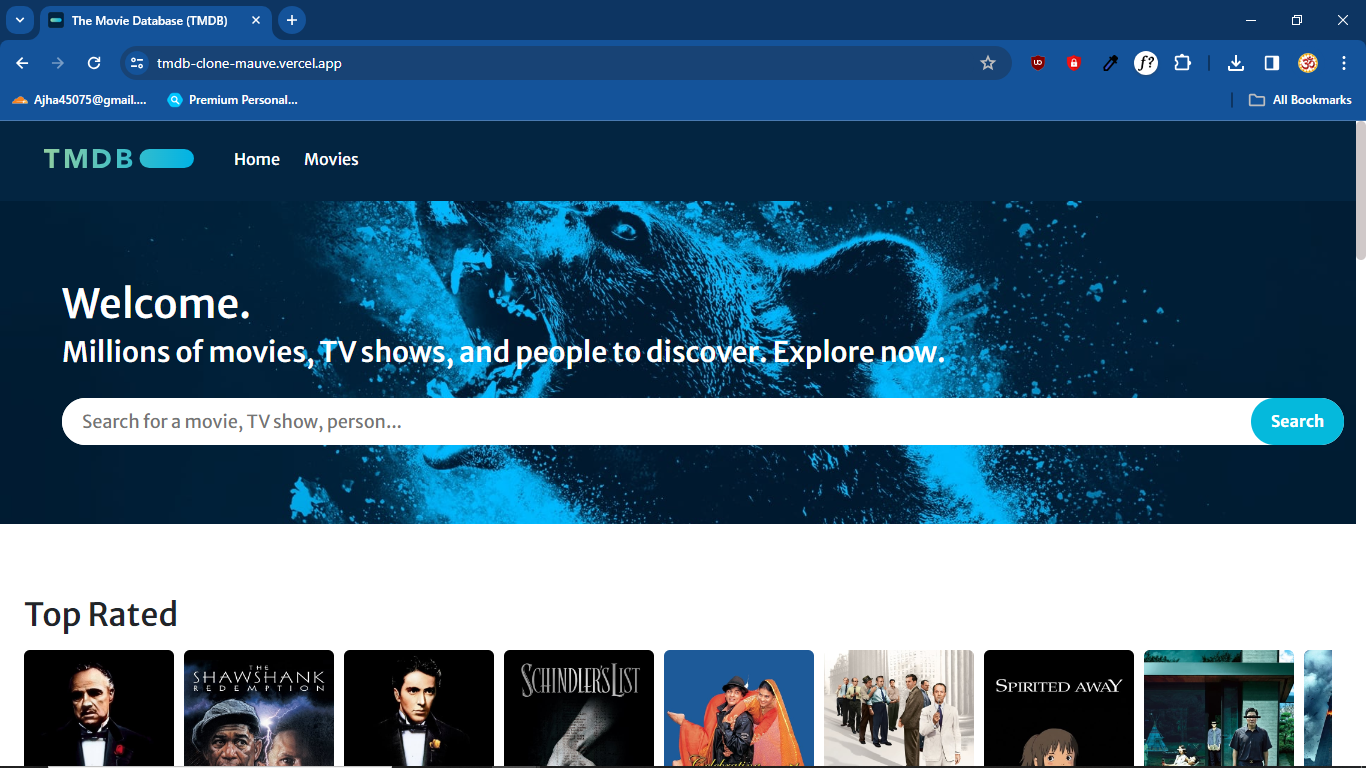 The Movie Database (TMDB)
tmdb-clone-mauve.vercel.app
f?
Ajha45075@gmail....
Premium Personal...
All Bookmarks
TMDB
Home
Movies
Welcome.
Millions of movies, TV shows, and people to discover. Explore now.
Search for a movie, TV show, person...
Search
Top Rated
THE
SHAWSHANK
REDEMPTION
SCHINDLER'S LIST
SPIRITED AWAY